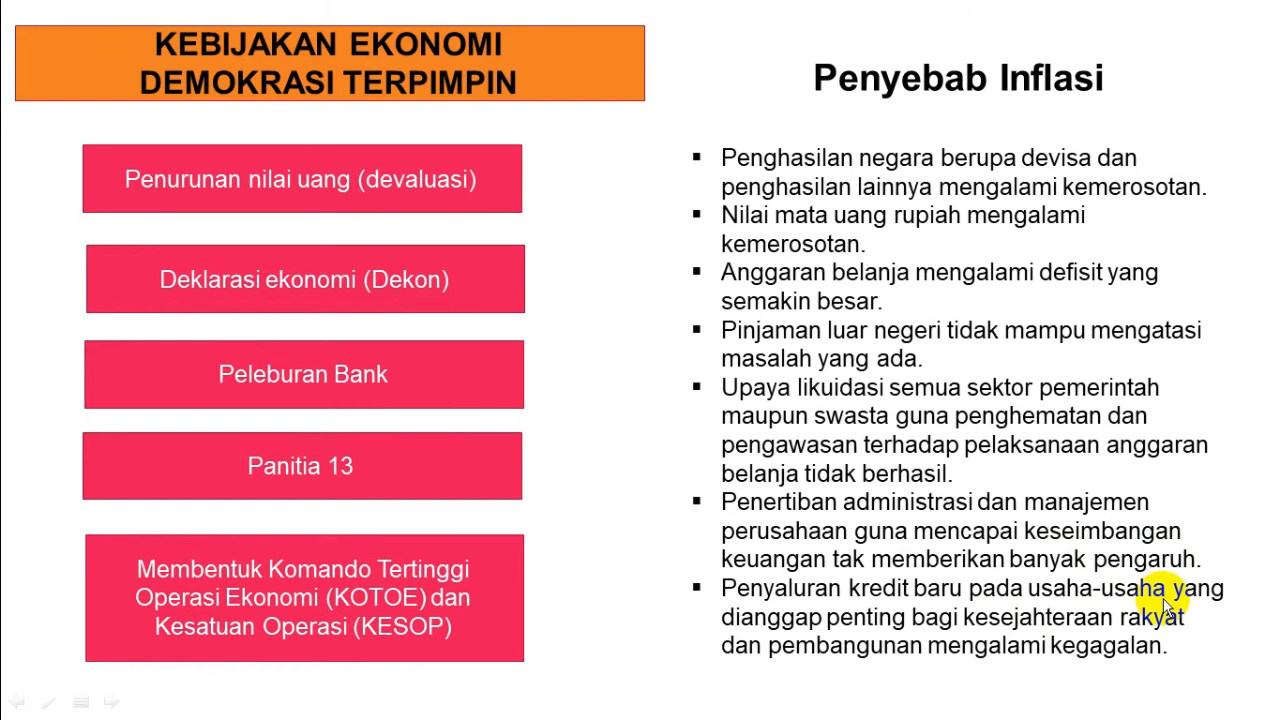 KEBIJAKAN EKONOMI
DEMOKRASI TERPIMPIN
Penurunan nilai uang (devaluasi)
Deklarasi ekonomi (Dekon)
Peleburan Bank
Panitia 13
Membentuk Komando Tertinggi
Operasi Ekonomi (KOTOE) dan
Kesatuan Operasi (KESOP)
Penyebab Inflasi
▪ Penghasilan negara berupa devisa dan
penghasilan lainnya mengalami kemerosotan.
▪ Nilai mata uang rupiah mengalami
kemerosotan.
▪ Anggaran belanja mengalami defisit yang
semakin besar.
▪ Pinjaman luar negeri tidak mampu mengatasi
masalah yang ada.
▪ Upaya likuidasi semua sektor pemerintah
maupun swasta guna penghematan dan
pengawasan terhadap pelaksanaan anggaran
belanja tidak berhasil.
▪ Penertiban administrasi dan manajemen
perusahaan guna mencapai keseimbangan
keuangan tak memberikan banyak pengaruh.
▪ Penyaluran kredit baru pada usaha-usaha yang
dianggap penting bagi kesejahteraan rakyat
dan pembangunan mengalami kegagalan.